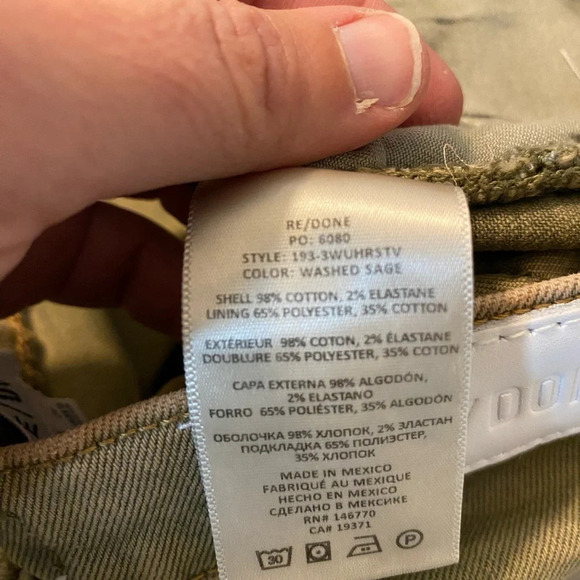 RE/DONE
PO: 6080
STYLE: 193-3WUHRSTV
COLOR: WASHED SAGE
SHELL 98% COTTON, 2% ELASTANE
LINING 65% POLYESTER, 35% COTTON
EXTÉRIEUR 98% COTON, 2% ÉLASTANE
DOUBLURE 65% POLYESTER, 35% COTON
CAPA EXTERNA 98% ALGODÓN,
2% ELASTANO
FORRO 65% POLIÉSTER, 35% ALGODÓN
ОБОЛОЧКА 98% ХЛОПОК, 2% ЭЛАСТАН
ПОДКЛАДКА 65% ПОЛИЭСТЕР,
35% ХЛОПОК
MADE IN MEXICO
FABRIQUÉ AU MEXIQUE
HECHO EN MEXICO
СДЕЛАНО В МЕКСИКЕ
RN# 146770
CA# 19371
30 P
/DON